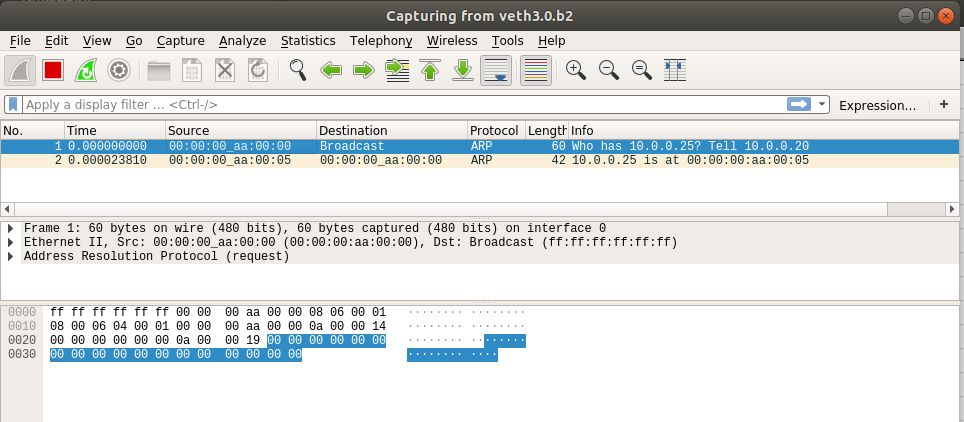 Capturing from veth3.0.b2
File Edit View Go Capture Analyze Statistics Telephony Wireless Tools Help
Apply a display filter ... <Ctrl-/> Expression... +
No. Time Source Destination Protocol Length Info
1 0.000000000 00:00:00_aa:00:00 Broadcast ARP 60 Who has 10.0.0.25? Tell 10.0.0.20
2 0.000023810 00:00:00_aa:00:05 00:00:00_aa:00:00 ARP 42 10.0.0.25 is at 00:00:00:aa:00:05
Frame 1: 60 bytes on wire (480 bits), 60 bytes captured (480 bits) on interface 0
Ethernet II, Src: 00:00:00_aa:00:00 (00:00:00:aa:00:00), Dst: Broadcast (ff:ff:ff:ff:ff:ff)
Address Resolution Protocol (request)
0000 ff ff ff ff ff ff 00 00 00 aa 00 00 08 06 00 01 ········ ········
0010 08 00 06 04 00 01 00 00 00 aa 00 00 0a 00 00 14 ········ ········
0020 00 00 00 00 00 00 0a 00 00 19 00 00 00 00 00 00 ········ ········
0030 00 00 00 00 00 00 00 00 00 00 00 00 ········ ····